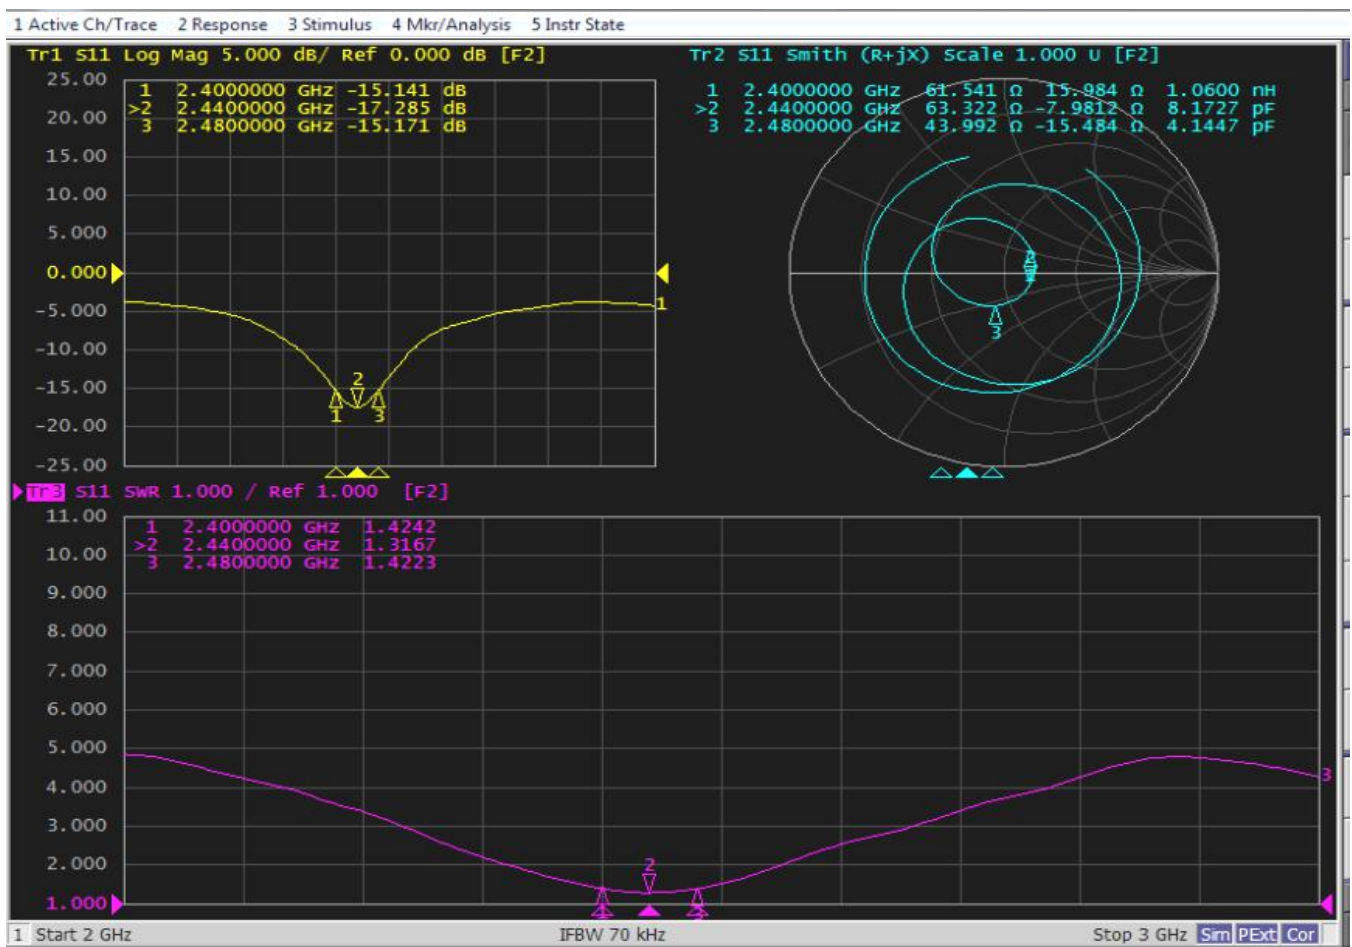 1 Active Ch/Trace 2 Response 3 Stimulus 4 Mkr/Analysis 5 Instr State
Tr1 S11 Log Mag 5.000 dB/ Ref 0.000 dB [F2]
25.00
20.00
15.00
10.00
5.000
0.000
-5.000
-10.00
-15.00
-20.00
-25.00
1 2.4000000 GHz -15.141 dB
>2 2.4400000 GHz -17.285 dB
3 2.4800000 GHz -15.171 dB
1
2
1
3
Tr2 S11 Smith (R+jX) Scale 1.000 U [F2]
1 2.4000000 GHz 61.541 Ω 15.984 Ω 1.0600 nH
>2 2.4400000 GHz 63.322 Ω -7.9812 Ω 8.1727 pF
3 2.4800000 GHz 43.992 Ω -15.484 Ω 4.1447 pF
3
Tr3 S11 SWR 1.000 / Ref 1.000 [F2]
11.00
10.00
9.000
8.000
7.000
6.000
5.000
4.000
3.000
2.000
1.000
1 2.4000000 GHz 1.4242
>2 2.4400000 GHz 1.3167
3 2.4800000 GHz 1.4223
3
2
1
3
1 Start 2 GHz IFBW 70 kHz Stop 3 GHz Sim PExt Cor